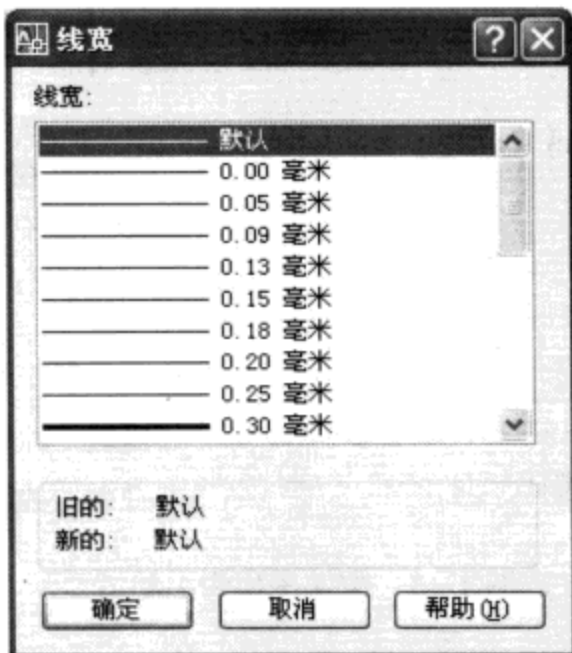 线宽
线宽:
默认
0.00 毫米
0.05 毫米
0.09 毫米
0.13 毫米
0.15 毫米
0.18 毫米
0.20 毫米
0.25 毫米
0.30 毫米
旧的: 默认
新的: 默认
确定 取消 帮助(H)